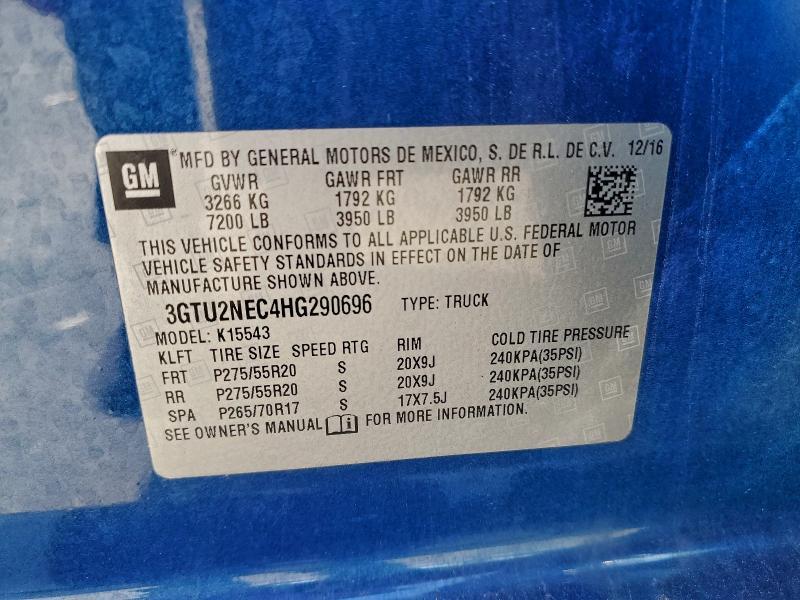 GM
*MFD BY GENERAL MOTORS DE MEXICO, S. DE R.L. DE C.V. 12/16
GVWR GAWR FRT GAWR RR
3266 KG 1792 KG 1792 KG
7200 LB 3950 LB 3950 LB
THIS VEHICLE CONFORMS TO ALL APPLICABLE U.S. FEDERAL MOTOR
VEHICLE SAFETY STANDARDS IN EFFECT ON THE DATE OF
MANUFACTURE SHOWN ABOVE.
3GTU2NEC4HG290696 TYPE: TRUCK
MODEL: K15543
KLFT TIRE SIZE SPEED RTG RIM COLD TIRE PRESSURE
FRT P275/55R20 S 20X9J 240KPA(35PSI)
RR P275/55R20 S 20X9J 240KPA(35PSI)
SPA P265/70R17 S 17X7.5J 240KPA(35PSI)
SEE OWNER'S MANUAL FOR MORE INFORMATION.